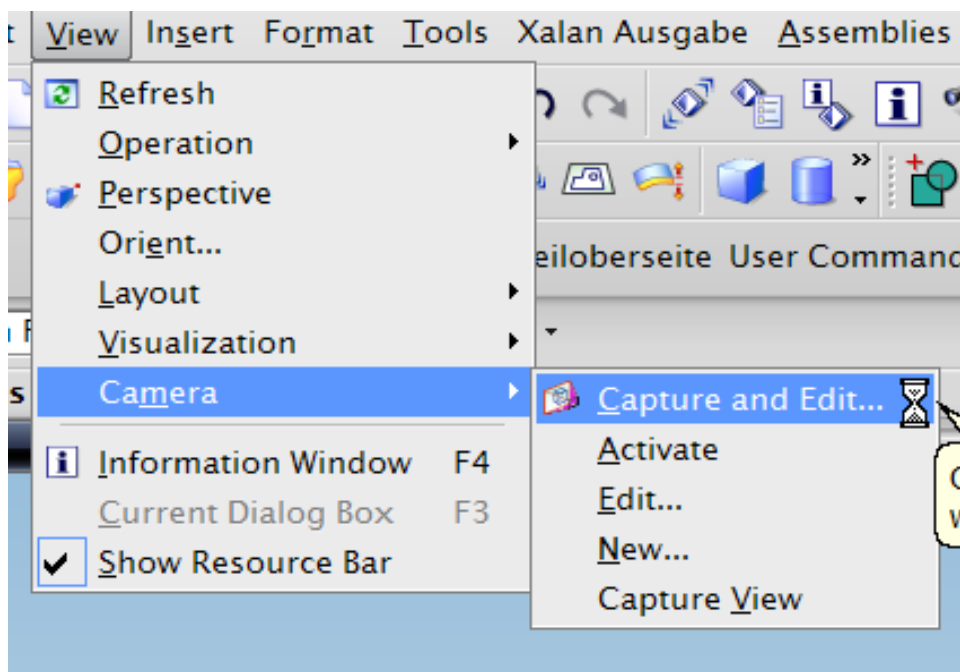 View Insert Format Tools Xalan Ausgabe Assemblies
Refresh
Operation
Perspective
Orient...
eiloberseite User Command
Layout
Visualization
Camera
Capture and Edit...
Activate
Information Window F4
Edit...
Current Dialog Box F3
New...
Show Resource Bar
Capture View